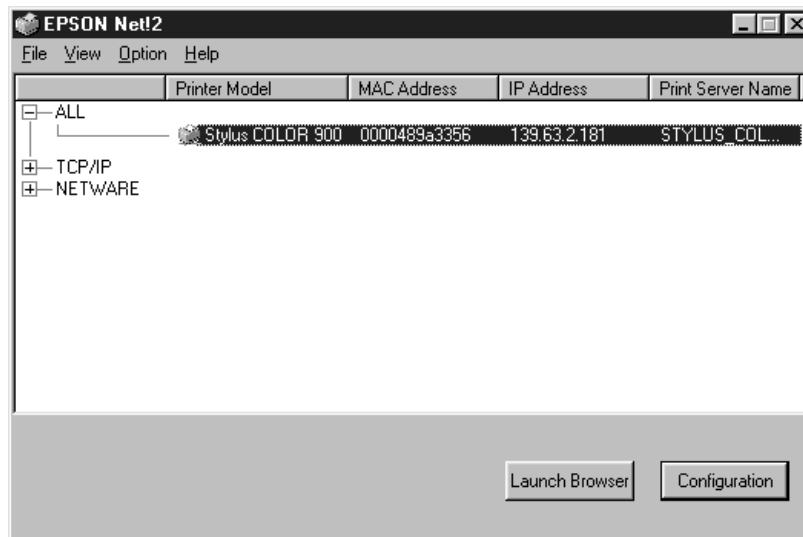 EPSON Net!2
File View Option Help
Printer Model MAC Address IP Address Print Server Name
ALL
Stylus COLOR 900 0000489a3356 139.63.2.181 STYLUS_COL...
TCP/IP
NETWARE
Launch Browser Configuration